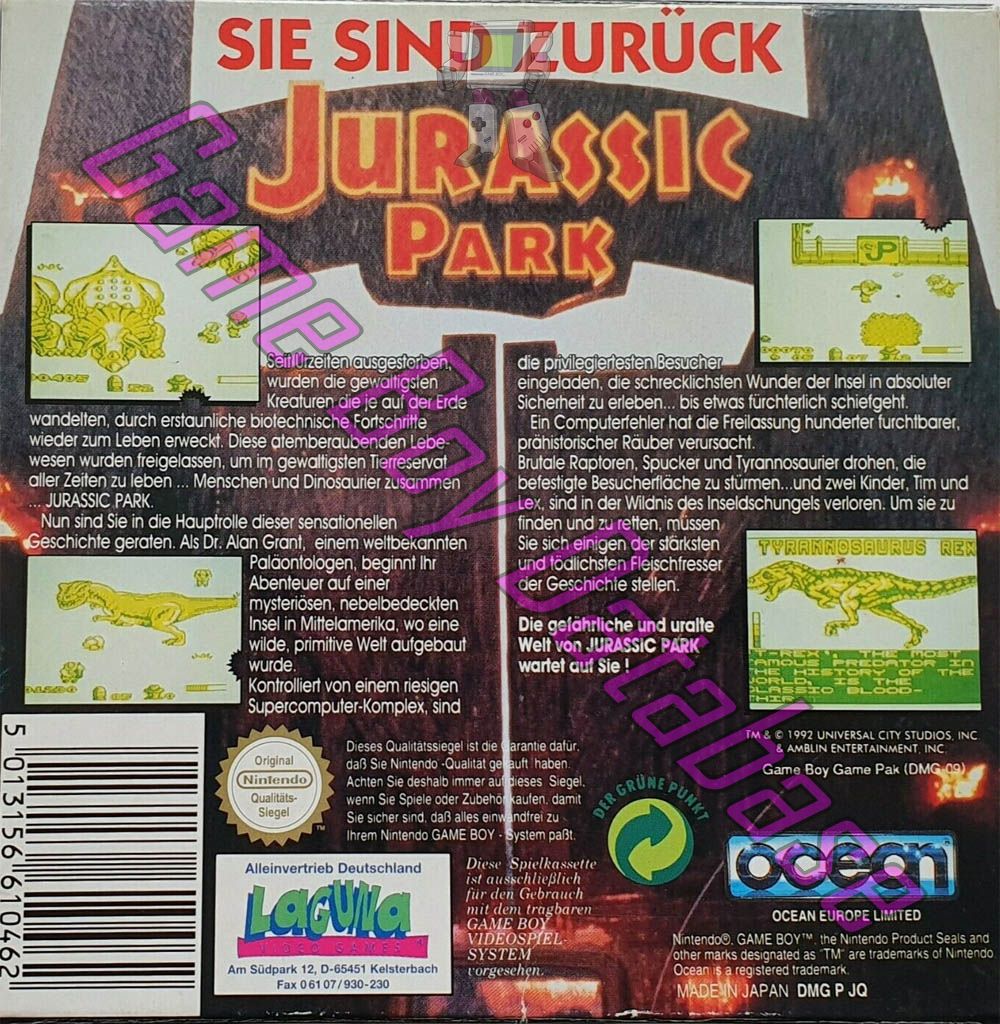 SIE SIND ZURÜCK
JURASSIC
PARK
Seit Urzeiten ausgestorben,
wurden die gewaltigsten
Kreaturen die je auf der Erde
wandelten, durch erstaunliche biotechnische Fortschritte
wieder zum Leben erweckt. Diese atemberaubenden Lebe-
wesen wurden freigelassen, um im gewaltigsten Tierreservat
aller Zeiten zu leben ... Menschen und Dinosaurier zusammen
... JURASSIC PARK.
Nun sind Sie in die Hauptrolle dieser sensationellen
Geschichte geraten. Als Dr. Alan Grant, einem weltbekannten
Paläontologen, beginnt Ihr
Abenteuer auf einer
mysteriösen, nebelbedeckten
Insel in Mittelamerika, wo eine
wilde, primitive Welt aufgebaut
wurde.
Kontrolliert von einem riesigen
Supercomputer-Komplex, sind
die privilegiertesten Besucher
eingeladen, die schrecklichsten Wunder der Insel in absoluter
Sicherheit zu erleben... bis etwas fürchterlich schiefgeht.
Ein Computerfehler hat die Freilassung hunderter furchtbarer,
prähistorischer Räuber verursacht.
Brutale Raptoren, Spucker und Tyrannosaurier drohen, die
befestigte Besucherfläche zu stürmen...und zwei Kinder, Tim und
Lex, sind in der Wildnis des Inseldschungels verloren. Um sie zu
finden und zu retten, müssen
Sie sich einigen der stärksten
und tödlichsten Fleischfresser
der Geschichte stellen.
Die gefährliche und uralte
Welt von JURASSIC PARK
wartet auf Sie !
00405 52
JP
00070 07
01200 05 310
TYRANNOSAURUS REX
T-REX', THE MOST
FAMOUS PREDATOR IN
THE HISTORY OF THE
THE
CLASSIC BLOOD-
TM & © 1992 UNIVERSAL CITY STUDIOS, INC.
& AMBLIN ENTERTAINMENT, INC.
Game Boy Game Pak (DMG-09)
5 013156 610462
Original
Nintendo
Qualitäts-
Siegel
TM
Dieses Qualitätssiegel ist die Garantie dafür,
daß Sie Nintendo -Qualität gekauft haben.
Achten Sie deshalb immer auf dieses Siegel,
wenn Sie Spiele oder Zubehör kaufen, damit
Sie sicher sind, daß alles einwandfrei zu
Ihrem Nintendo GAME BOY - System paßt.
DER GRÜNE PUNKT
Alleinvertrieb Deutschland
LAGUNA
VIDEO GAMES
Am Südpark 12, D-65451 Kelsterbach
Fax 0 61 07 / 930-230
Diese Spielkassette
ist ausschließlich
für den Gebrauch
mit dem tragbaren
GAME BOY
VIDEOSPIEL-
SYSTEM
vorgesehen.
ocean
OCEAN EUROPE LIMITED
Nintendo®, GAME BOY™, the Nintendo Product Seals and
other marks designated as "TM" are trademarks of Nintendo.
Ocean is a registered trademark.
MADE IN JAPAN DMG P JQ
Game Boy Database